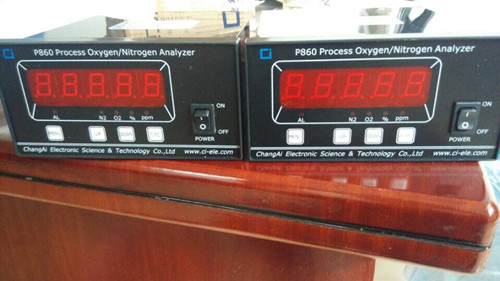 P860 Process Oxygen/Nitrogen Analyzer
8.8.8.8.8
AL N2 O2 % ppm
ON
OFF
POWER
ChangAi Electronic Science & Technology Co.,Ltd www.ci-ele.com
P860 Process Oxygen/Nitrogen Analyzer
8.8.8.8.8
AL N2 O2 % ppm
ON
OFF
POWER
ChangAi Electronic Science & Technology Co.,Ltd www.ci-ele.com